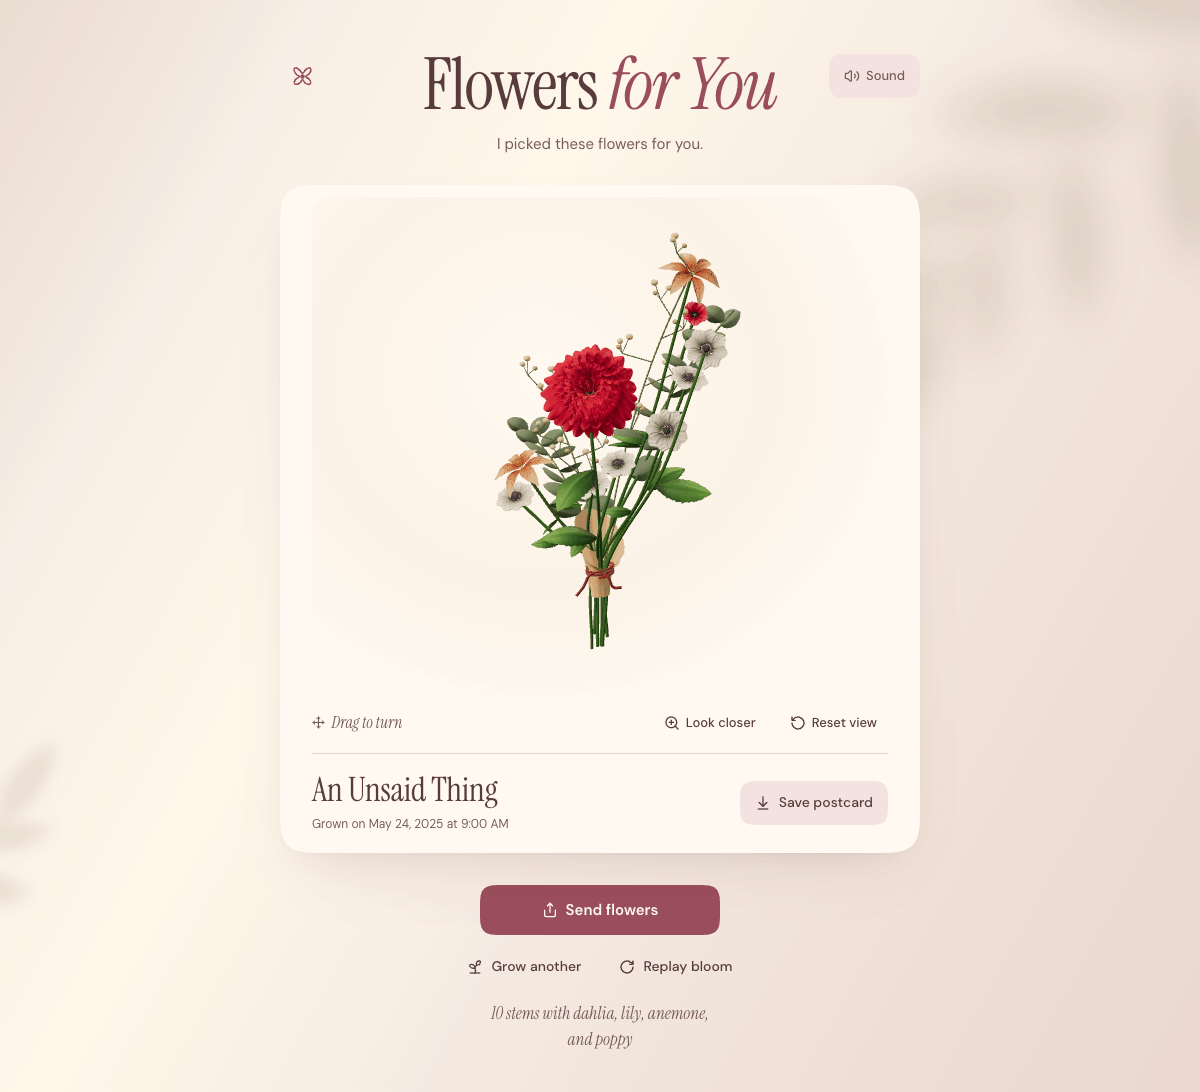 Flowers for You
Sound
I picked these flowers for you.
Drag to turn
Look closer
Reset view
An Unsaid Thing
Grown on May 24, 2025 at 9:00 AM
Save postcard
Send flowers
Grow another
Replay bloom
10 stems with dahlia, lily, anemone,
and poppy